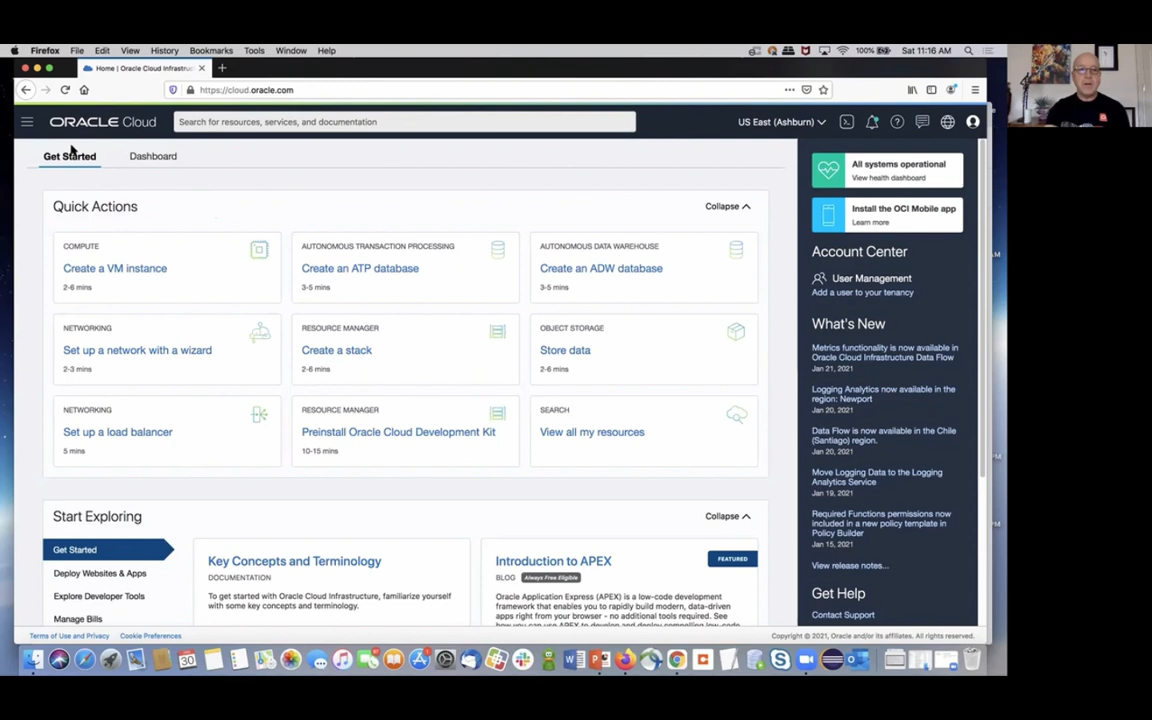 Firefox File Edit View History Bookmarks Tools Window Help
100% Sat 11:16 AM
Home | Oracle Cloud Infrastruc
https://cloud.oracle.com
ORACLE Cloud
Search for resources, services, and documentation
US East (Ashburn)
Get Started
Dashboard
Quick Actions
Collapse
COMPUTE
Create a VM instance
2-6 mins
AUTONOMOUS TRANSACTION PROCESSING
Create an ATP database
3-5 mins
AUTONOMOUS DATA WAREHOUSE
Create an ADW database
3-5 mins
NETWORKING
Set up a network with a wizard
2-3 mins
RESOURCE MANAGER
Create a stack
2-6 mins
OBJECT STORAGE
Store data
2-6 mins
NETWORKING
Set up a load balancer
5 mins
RESOURCE MANAGER
Preinstall Oracle Cloud Development Kit
10-15 mins
SEARCH
View all my resources
Start Exploring
Collapse
Get Started
Deploy Websites & Apps
Explore Developer Tools
Manage Bills
Key Concepts and Terminology
DOCUMENTATION
To get started with Oracle Cloud Infrastructure, familiarize yourself
with some key concepts and terminology.
Introduction to APEX
FEATURED
BLOG Always Free Eligible
Oracle Application Express (APEX) is a low-code development
framework that enables you to rapidly build modern, data-driven
apps right from your browser - no additional tools required. See
All systems operational
View health dashboard
Install the OCI Mobile app
Learn more
Account Center
User Management
Add a user to your tenancy
What's New
Metrics functionality is now available in
Oracle Cloud Infrastructure Data Flow
Jan 21, 2021
Logging Analytics now available in the
region: Newport
Jan 20, 2021
Data Flow is now available in the Chile
(Santiago) region.
Jan 20, 2021
Move Logging Data to the Logging
Analytics Service
Jan 19, 2021
Required Functions permissions now
included in a new policy template in
Policy Builder
Jan 15, 2021
View release notes...
Get Help
Contact Support
Terms of Use and Privacy
Cookie Preferences
Copyright © 2021, Oracle and/or its affiliates. All rights reserved.